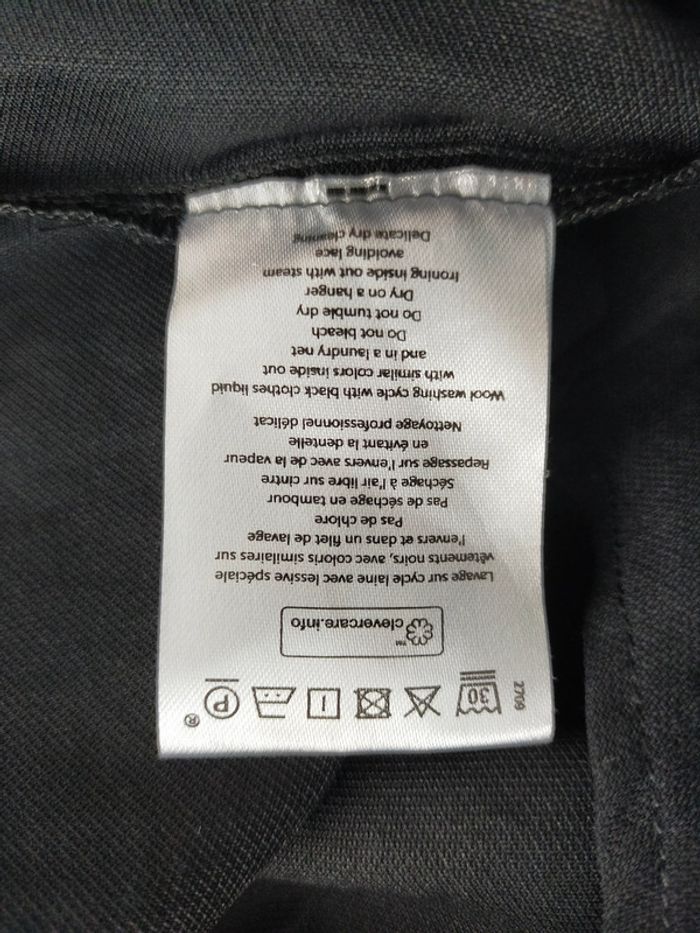 2709
30
P
®
clevercare.info™
Lavage sur cycle laine avec lessive spéciale
vêtements noirs, avec coloris similaires sur
l'envers et dans un filet de lavage
Pas de chlore
Pas de séchage en tambour
Séchage à l'air libre sur cintre
Repassage sur l'envers avec de la vapeur
en évitant la dentelle
Nettoyage professionnel délicat
Wool washing cycle with black clothes liquid
with similar colors inside out
and in a laundry net
Do not bleach
Do not tumble dry
Dry on a hanger
Ironing inside out with steam
avoiding lace
Delicate dry cleaning